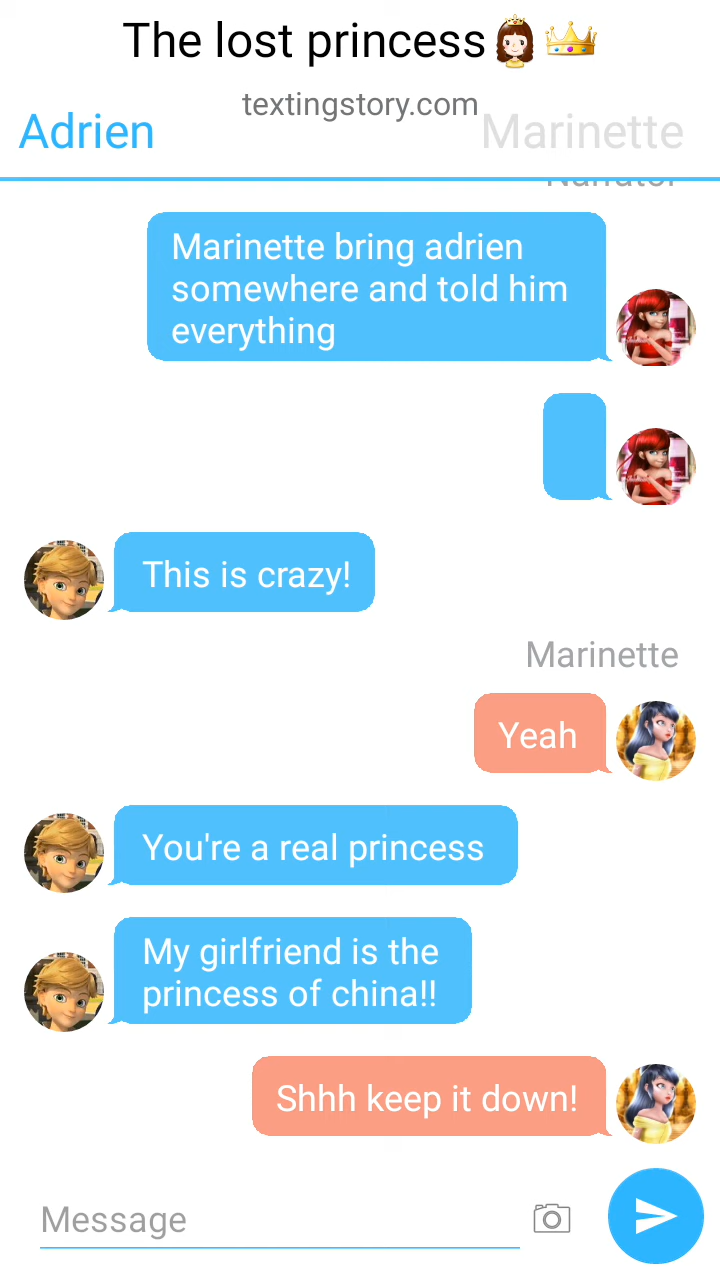 The lost princess
textingstory.com
Adrien
Marinette
Narrator
Marinette bring adrien
somewhere and told him
everything
This is crazy!
Marinette
Yeah
You're a real princess
My girlfriend is the
princess of china!!
Shhh keep it down!
Message